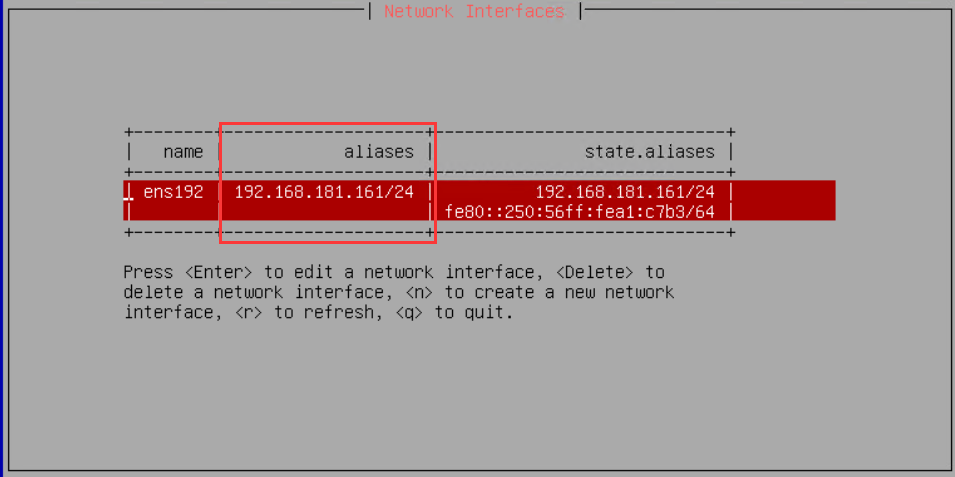 Network Interfaces
name | aliases | state.aliases
ens192 | 192.168.181.161/24 | 192.168.181.161/24
fe80::250:56ff:fea1:c7b3/64
Press <Enter> to edit a network interface, <Delete> to
delete a network interface, <n> to create a new network
interface, <r> to refresh, <q> to quit.